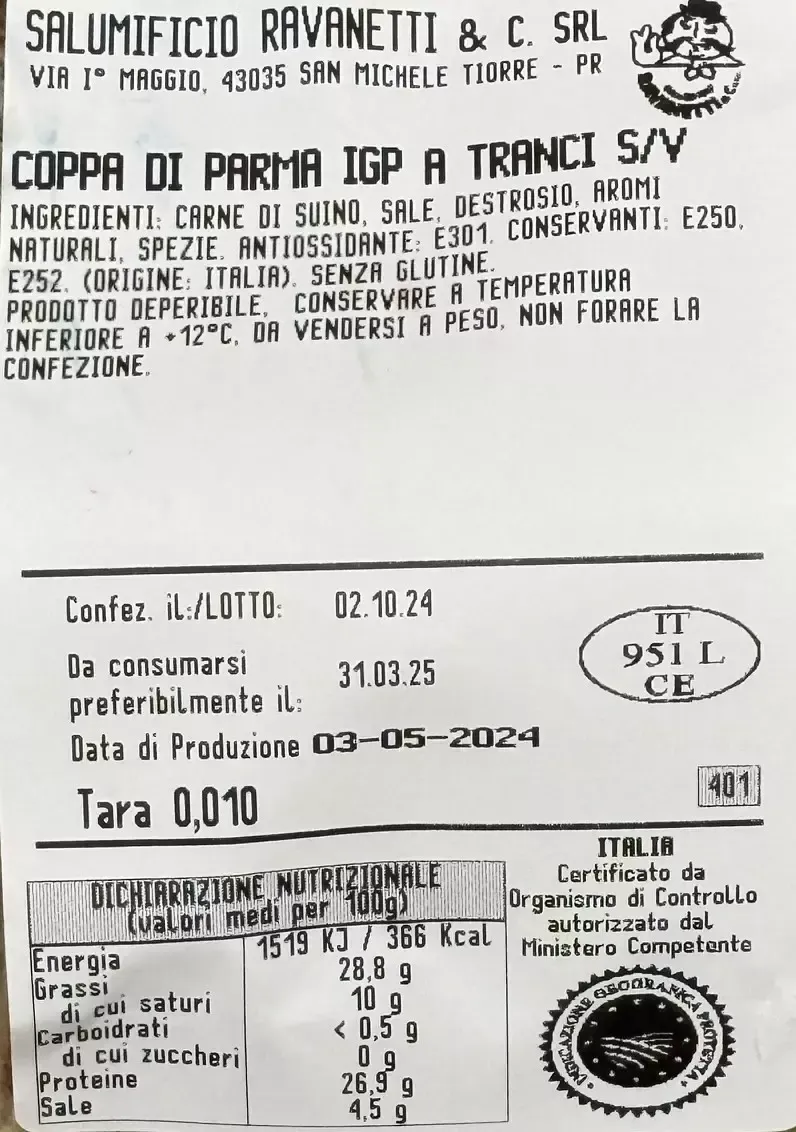 SALUMIFICIO RAVANETTI & C. SRL
VIA I° MAGGIO, 43035 SAN MICHELE TIORRE - PR
COPPA DI PARMA IGP A TRANCI S/V
INGREDIENTI: CARNE DI SUINO, SALE, DESTROSIO, AROMI
NATURALI, SPEZIE. ANTIOSSIDANTE: E301. CONSERVANTI: E250,
E252. (ORIGINE: ITALIA). SENZA GLUTINE.
PRODOTTO DEPERIBILE, CONSERVARE A TEMPERATURA
INFERIORE A +12°C, DA VENDERSI A PESO, NON FORARE LA
CONFEZIONE.
Confez. il:/LOTTO: 02.10.24
Da consumarsi
preferibilmente il: 31.03.25
Data di Produzione 03-05-2024
Tara 0,010
IT
951 L
CE
401
DICHIARAZIONE NUTRIZIONALE
(valori medi per 100g)
Energia 1519 KJ / 366 Kcal
Grassi 28,8 g
di cui saturi 10 g
Carboidrati < 0,5 g
di cui zuccheri 0 g
Proteine 26,9 g
Sale 4,5 g
ITALIA
Certificato da
Organismo di Controllo
autorizzato dal
Ministero Competente
INDICAZIONE GEOGRAFICA PROTETTA